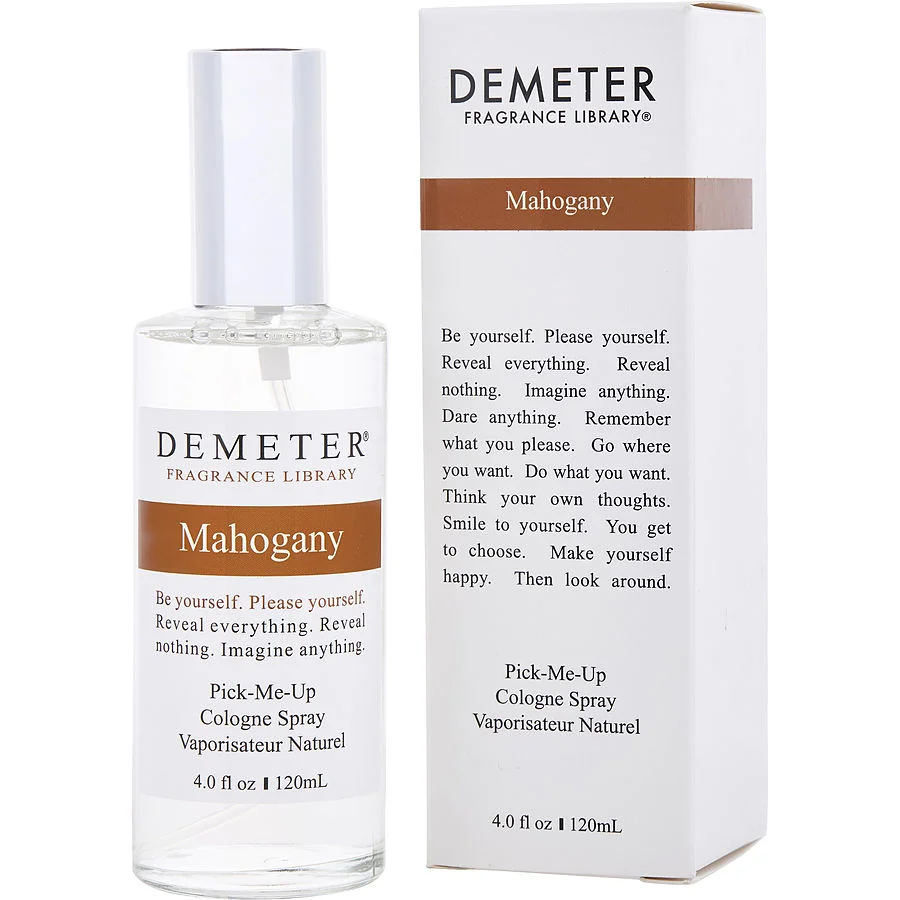 DEMETER®
FRAGRANCE LIBRARY
Mahogany
Be yourself. Please yourself.
Reveal everything. Reveal
nothing. Imagine anything.
Pick-Me-Up
Cologne Spray
Vaporisateur Naturel
4.0 fl oz ▮ 120mL
DEMETER
FRAGRANCE LIBRARY®
Mahogany
Be yourself. Please yourself.
Reveal everything. Reveal
nothing. Imagine anything.
Dare anything. Remember
what you please. Go where
you want. Do what you want.
Think your own thoughts.
Smile to yourself. You get
to choose. Make yourself
happy. Then look around.
Pick-Me-Up
Cologne Spray
Vaporisateur Naturel
4.0 fl oz ▮ 120mL